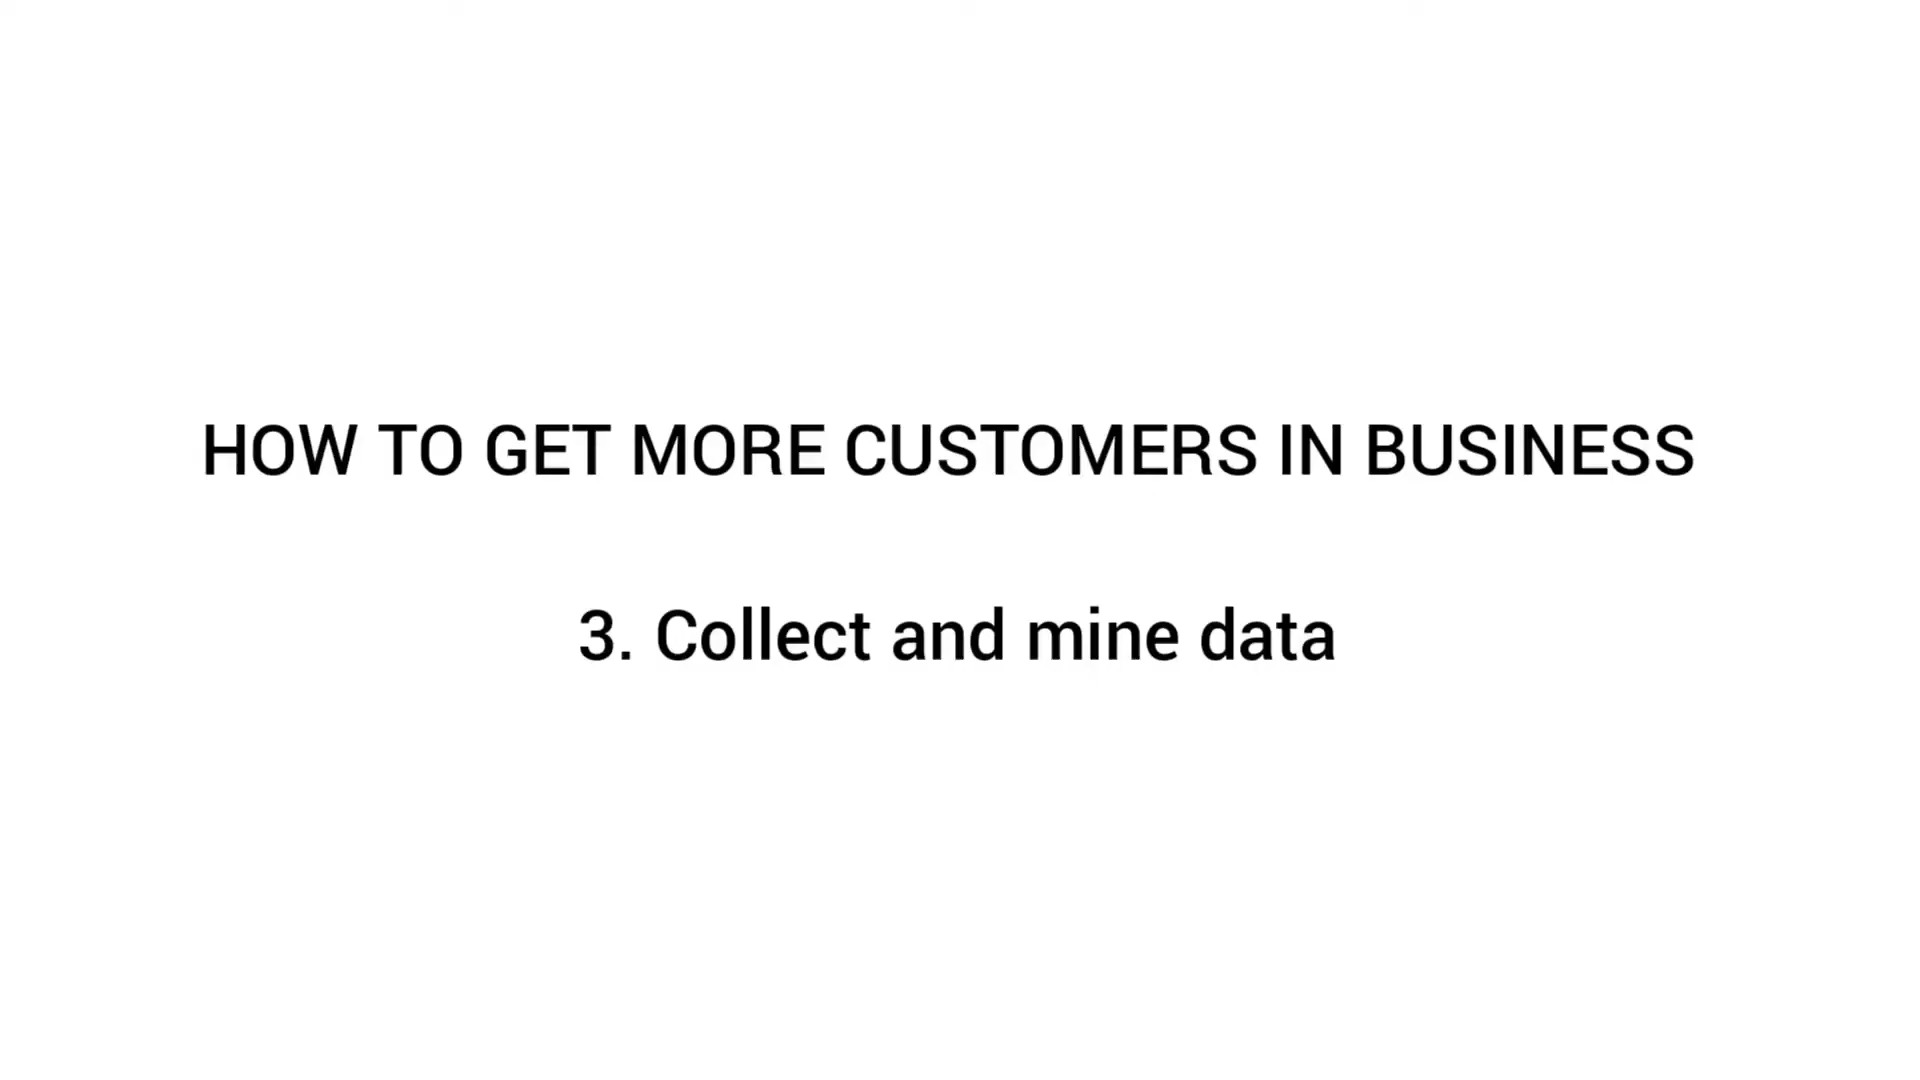 HOW TO GET MORE CUSTOMERS IN BUSINESS
3. Collect and mine data